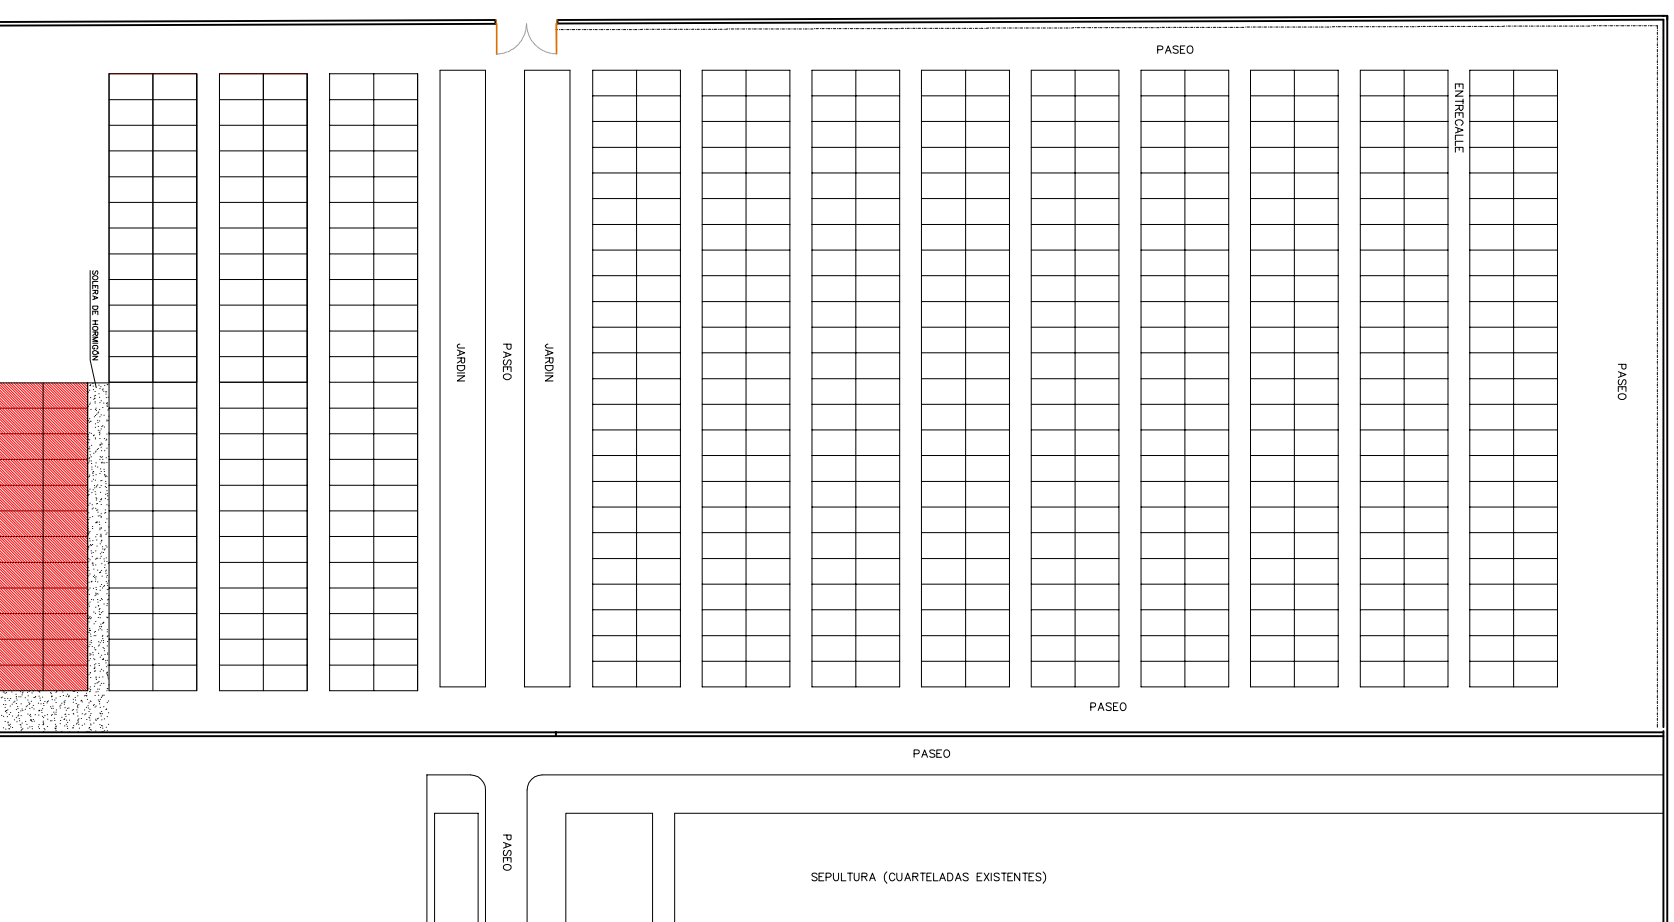 PASEO
ENTRECALLE
SOLERA DE HORMIGÓN
JARDIN
PASEO
JARDIN
PASEO
PASEO
PASEO
PASEO
SEPULTURA (CUARTELADAS EXISTENTES)